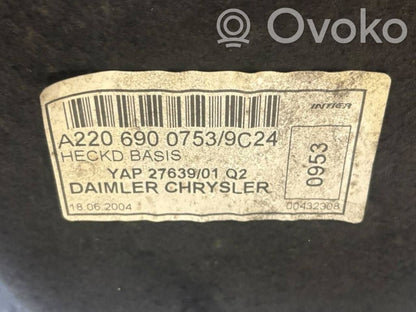 Ovoko
INTIER
A220 690 0753/9C24
HECKD BASIS
YAP 27639/01 Q2
DAIMLER CHRYSLER
18.06.2004
00432308
0953